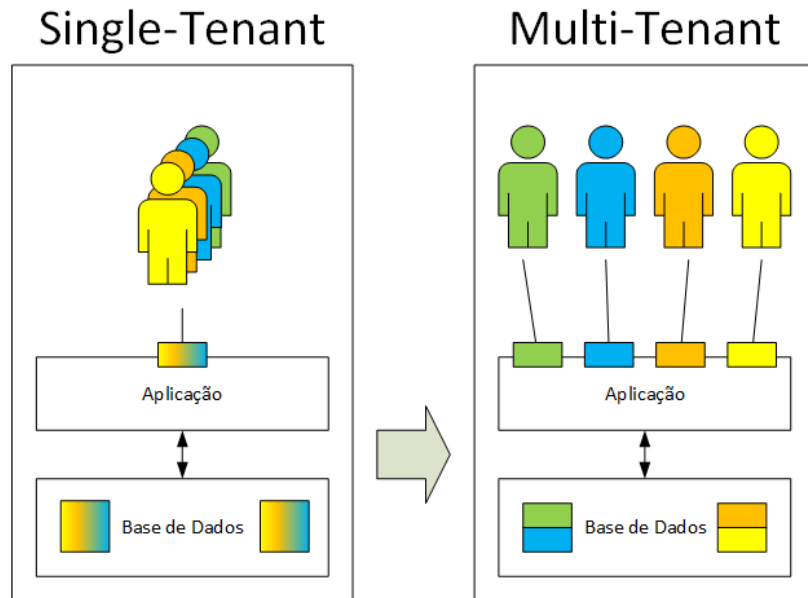 Single-Tenant
Multi-Tenant
Aplicação
Aplicação
Base de Dados
Base de Dados